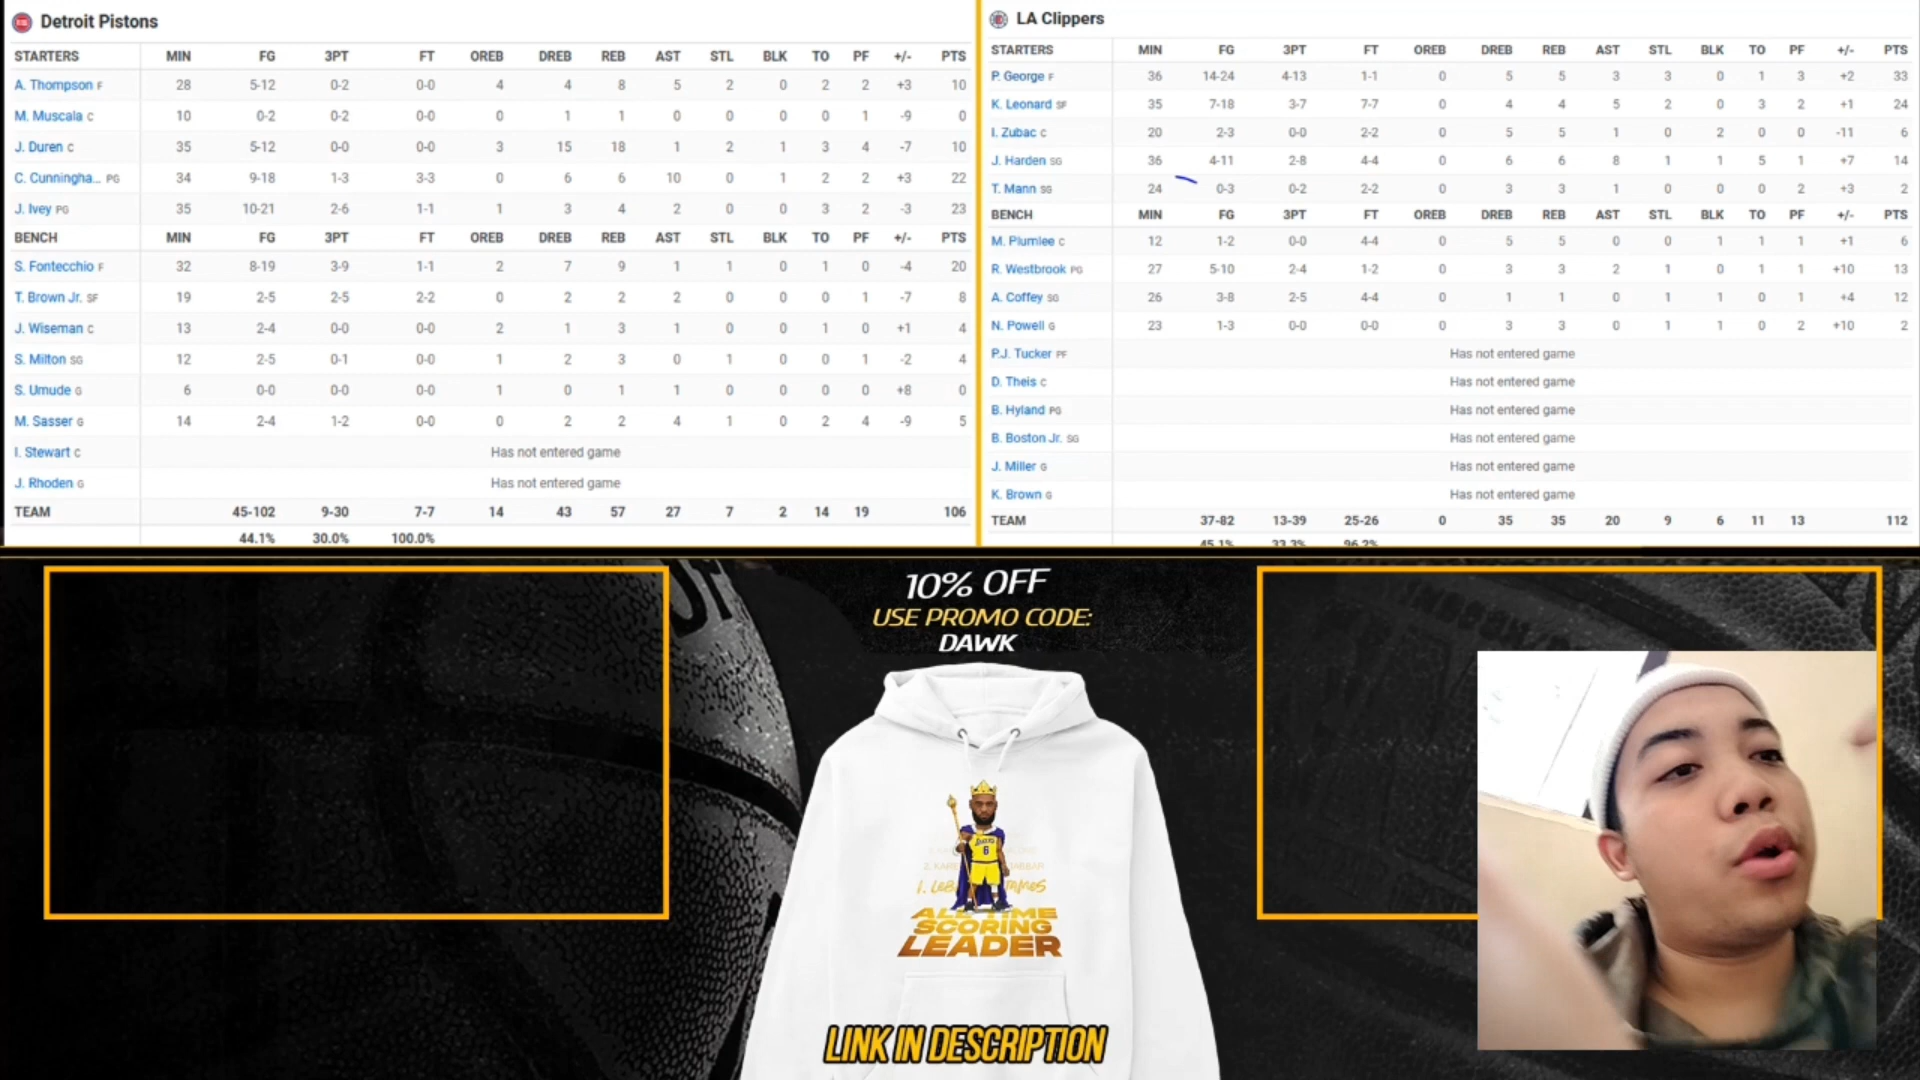 Detroit Pistons
STARTERS MIN FG 3PT FT OREB DREB REB AST STL BLK TO PF +/- PTS
A. Thompson F 28 5-12 0-2 0-0 4 4 8 5 2 0 2 2 +3 10
M. Muscala C 10 0-2 0-2 0-0 0 1 1 0 0 0 0 1 -9 0
J. Duren C 35 5-12 0-0 0-0 3 15 18 1 2 1 3 4 -7 10
C. Cunningha... PG 34 9-18 1-3 3-3 0 6 6 10 0 1 2 2 +3 22
J. Ivey PG 35 10-21 2-6 1-1 1 3 4 2 0 0 3 2 -3 23
BENCH MIN FG 3PT FT OREB DREB REB AST STL BLK TO PF +/- PTS
S. Fontecchio F 32 8-19 3-9 1-1 2 7 9 1 1 0 1 0 -4 20
T. Brown Jr. SF 19 2-5 2-5 2-2 0 2 2 2 0 0 0 1 -7 8
J. Wiseman C 13 2-4 0-0 0-0 2 1 3 1 0 0 1 0 +1 4
S. Milton SG 12 2-5 0-1 0-0 1 2 3 0 1 0 0 1 -2 4
S. Umude G 6 0-0 0-0 0-0 1 0 1 1 0 0 0 0 +8 0
M. Sasser G 14 2-4 1-2 0-0 0 2 2 4 1 0 2 4 -9 5
I. Stewart C Has not entered game
J. Rhoden G Has not entered game
TEAM 45-102 9-30 7-7 14 43 57 27 7 2 14 19 106
44.1% 30.0% 100.0%
LA Clippers
STARTERS MIN FG 3PT FT OREB DREB REB AST STL BLK TO PF +/- PTS
P. George F 36 14-24 4-13 1-1 0 5 5 3 3 0 1 3 +2 33
K. Leonard SF 35 7-18 3-7 7-7 0 4 4 5 2 0 3 2 +1 24
I. Zubac C 20 2-3 0-0 2-2 0 5 5 1 0 2 0 0 -11 6
J. Harden SG 36 4-11 2-8 4-4 0 6 6 8 1 1 5 1 +7 14
T. Mann SG 24 0-3 0-2 2-2 0 3 3 1 0 0 0 2 +3 2
BENCH MIN FG 3PT FT OREB DREB REB AST STL BLK TO PF +/- PTS
M. Plumlee C 12 1-2 0-0 4-4 0 5 5 0 0 1 1 1 +1 6
R. Westbrook PG 27 5-10 2-4 1-2 0 3 3 2 1 0 1 1 +10 13
A. Coffey SG 26 3-8 2-5 4-4 0 1 1 0 1 1 0 1 +4 12
N. Powell G 23 1-3 0-0 0-0 0 3 3 0 1 1 0 2 +10 2
P.J. Tucker PF Has not entered game
D. Theis C Has not entered game
B. Hyland PG Has not entered game
B. Boston Jr. SG Has not entered game
J. Miller G Has not entered game
K. Brown G Has not entered game
TEAM 37-82 13-39 25-26 0 35 35 20 9 6 11 13 112
45.1% 33.3% 96.2%
10% OFF
USE PROMO CODE:
DAWK
6
ALL TIME
SCORING
LEADER
LINK IN DESCRIPTION